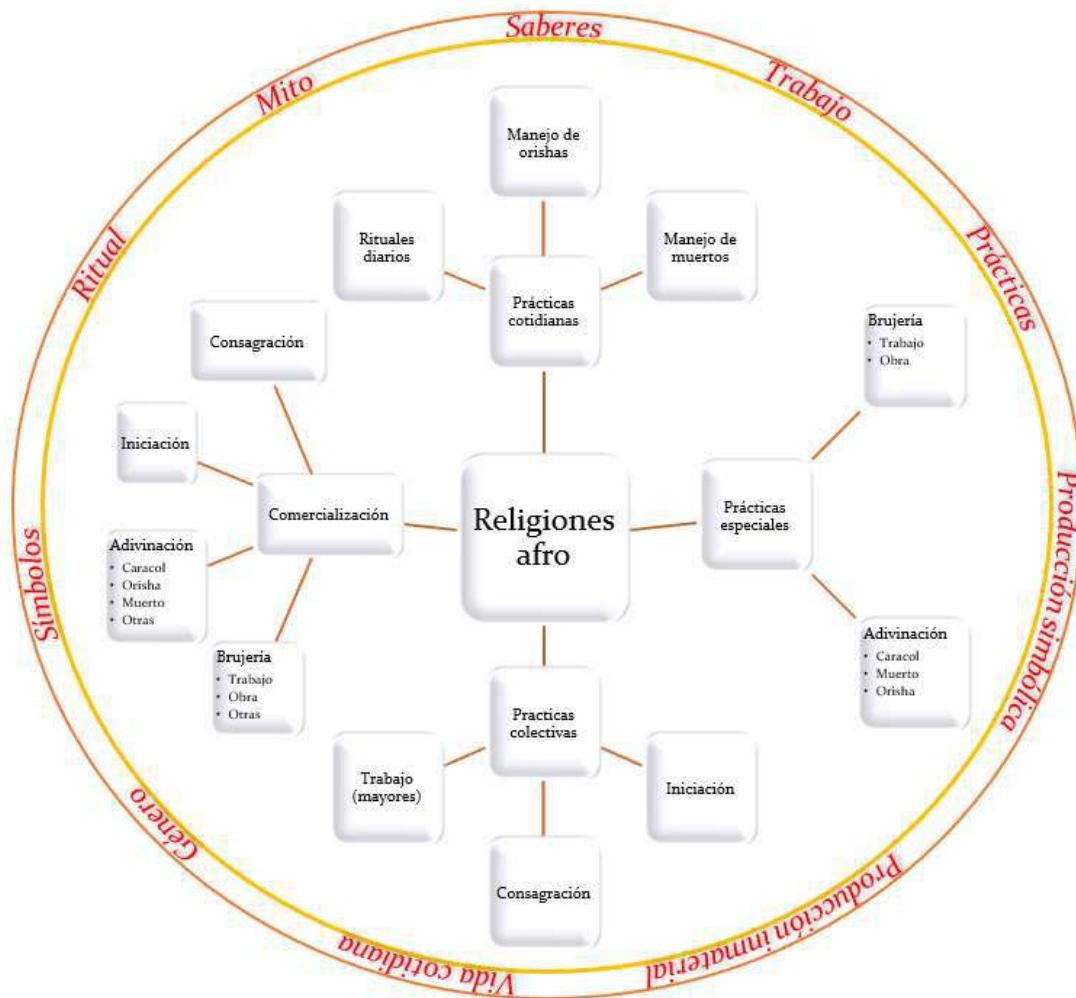 Saberes
Trabajo
Prácticas
Producción simbólica
Producción inmaterial
Vida cotidiana
Género
Símbolos
Ritual
Mito
Manejo de
orishas
Rituales
diarios
Manejo de
muertos
Prácticas
cotidianas
Consagración
Iniciación
Comercialización
Adivinación
• Caracol
• Orisha
• Muerto
• Otras
Brujería
• Trabajo
• Obra
• Otras
Religiones
afro
Prácticas
especiales
Brujería
• Trabajo
• Obra
Adivinación
• Caracol
• Muerto
• Orisha
Practicas
colectivas
Trabajo
(mayores)
Iniciación
Consagración